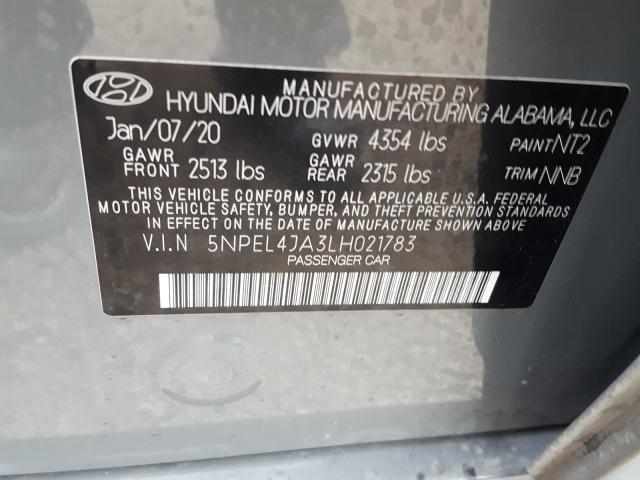 MANUFACTURED BY
HYUNDAI MOTOR MANUFACTURING ALABAMA, LLC
Jan/07/20 GVWR 4354 lbs PAINT NT2
GAWR FRONT 2513 lbs GAWR REAR 2315 lbs TRIM NNB
THIS VEHICLE CONFORMS TO ALL APPLICABLE U.S.A. FEDERAL
MOTOR VEHICLE SAFETY, BUMPER, AND THEFT PREVENTION
STANDARDS IN EFFECT ON THE DATE OF MANUFACTURE SHOWN ABOVE.
V.I.N 5NPEL4JA3LH021783
PASSENGER CAR